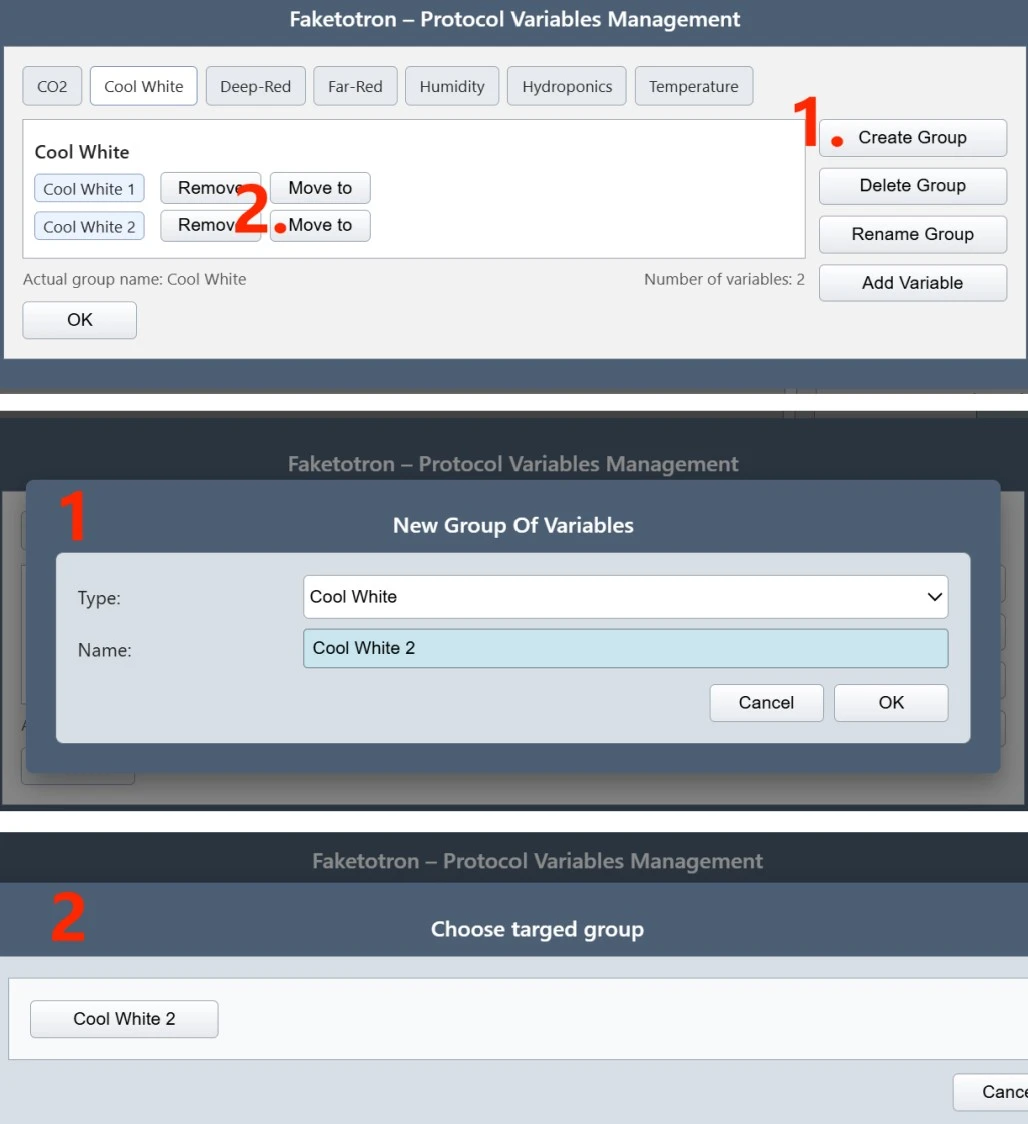 Faketotron – Protocol Variables Management
CO2 Cool White Deep-Red Far-Red Humidity Hydroponics Temperature
1.
Create Group
Cool White
Delete Group
Cool White 1 Remove Move to
2.
Cool White 2 Remov Move to
Rename Group
Actual group name: Cool White Number of variables: 2
Add Variable
OK
Faketotron – Protocol Variables Management
1
New Group Of Variables
Type: Cool White
Name: Cool White 2
Cancel OK
Faketotron – Protocol Variables Management
2
Choose targed group
Cool White 2
Cance